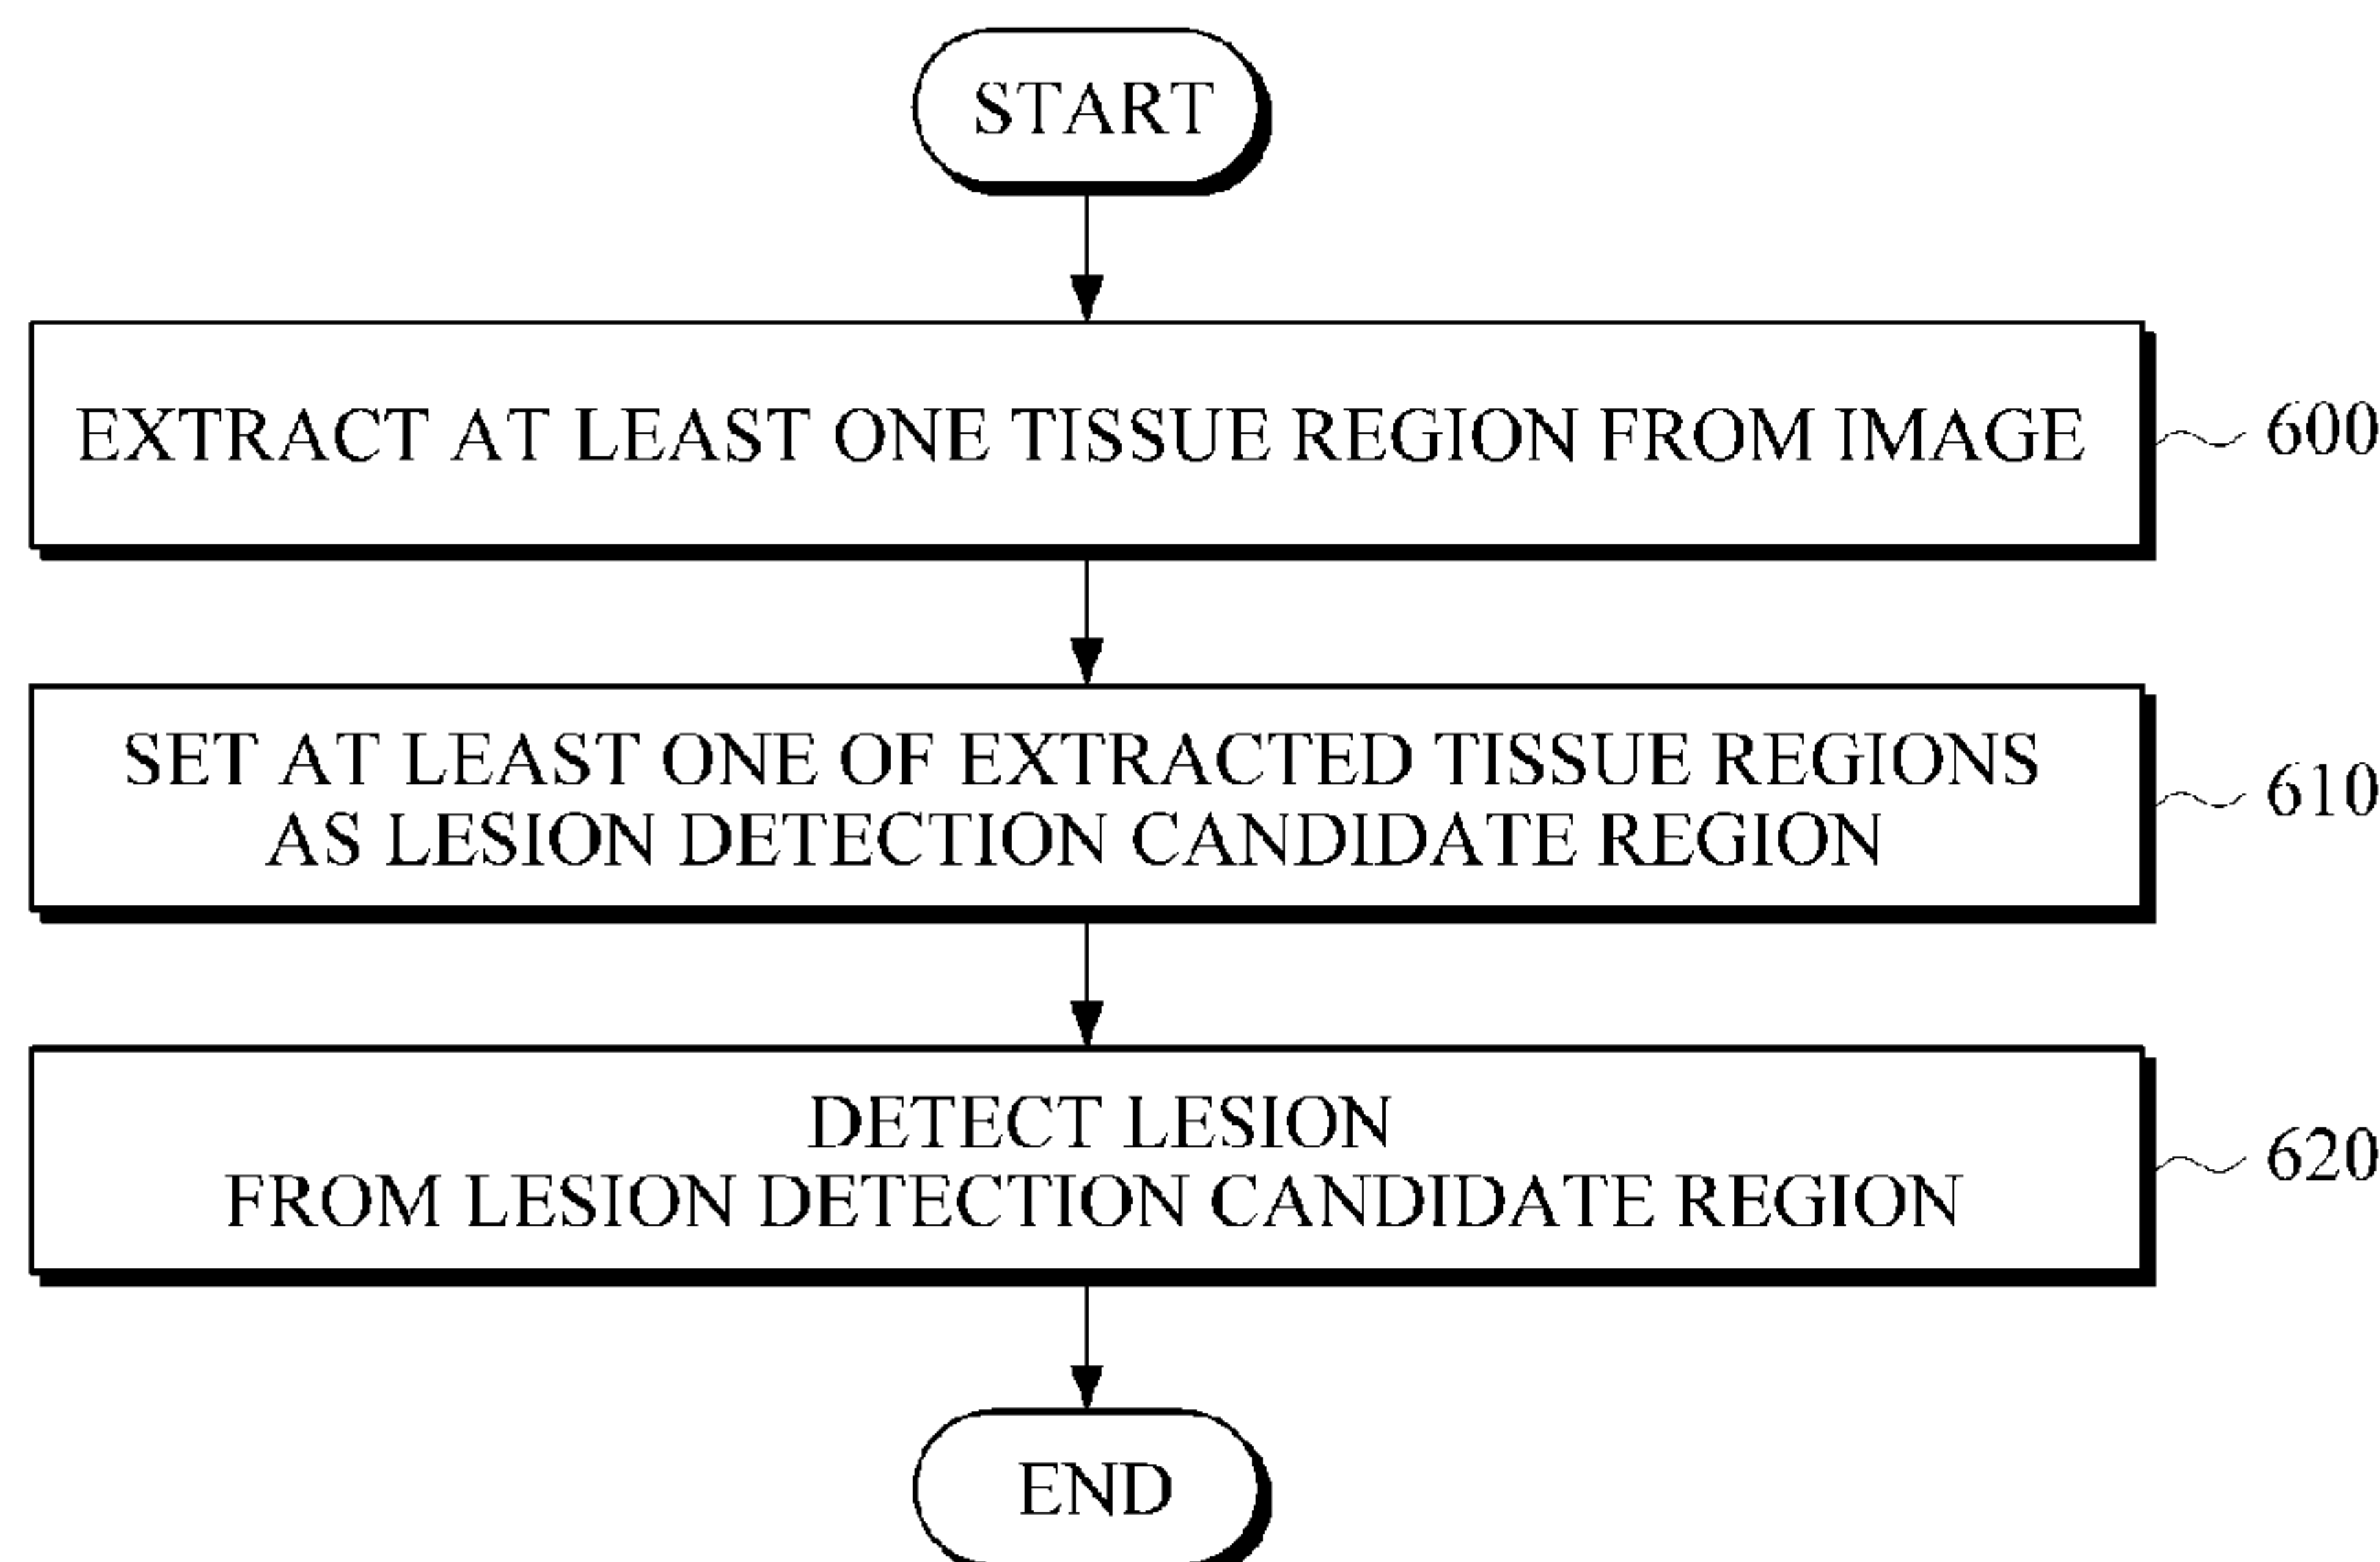 START
EXTRACT AT LEAST ONE TISSUE REGION FROM IMAGE
600
SET AT LEAST ONE OF EXTRACTED TISSUE REGIONS
AS LESION DETECTION CANDIDATE REGION
610
DETECT LESION
FROM LESION DETECTION CANDIDATE REGION
620
END